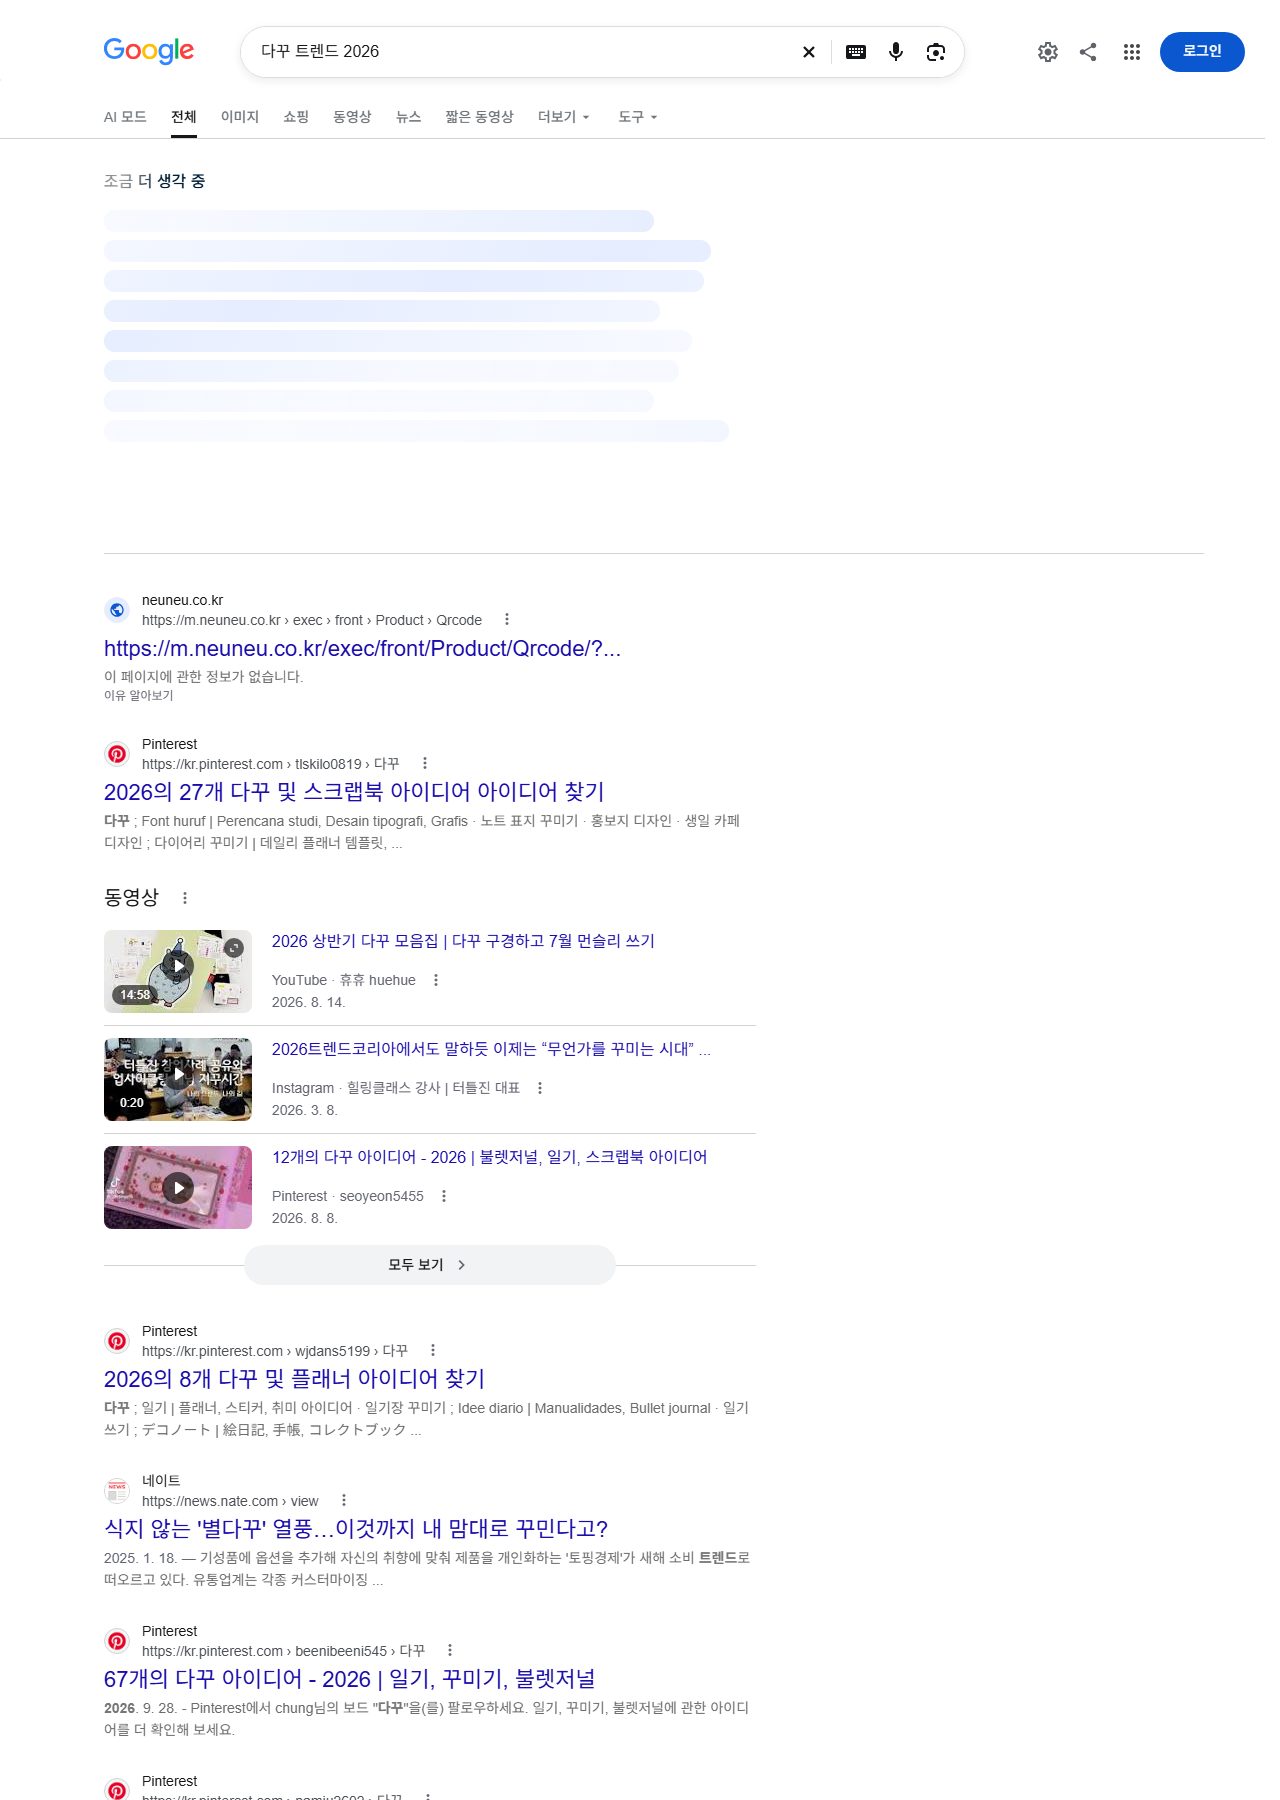 Google
다꾸 트렌드 2026
로그인
AI 모드 전체 이미지 쇼핑 동영상 뉴스 짧은 동영상 더보기 도구
조금 더 생각 중
neuneu.co.kr
https://m.neuneu.co.kr › exec › front › Product › Qrcode
https://m.neuneu.co.kr/exec/front/Product/Qrcode/?...
이 페이지에 관한 정보가 없습니다.
이유 알아보기
Pinterest
https://kr.pinterest.com › tlskilo0819 › 다꾸
2026의 27개 다꾸 및 스크랩북 아이디어 아이디어 찾기
다꾸 ; Font huruf | Perencana studi, Desain tipografi, Grafis · 노트 표지 꾸미기 · 홍보지 디자인 · 생일 카페
디자인 ; 다이어리 꾸미기 | 데일리 플래너 템플릿, ...
동영상
14:58
2026 상반기 다꾸 모음집 | 다꾸 구경하고 7월 먼슬리 쓰기
YouTube · 휴휴 huehue
2026. 8. 14.
0:20
2026트렌드코리아에서도 말하듯 이제는 “무언가를 꾸미는 시대” ...
Instagram · 힐링클래스 강사 | 터틀진 대표
2026. 3. 8.
12개의 다꾸 아이디어 - 2026 | 불렛저널, 일기, 스크랩북 아이디어
Pinterest · seoyeon5455
2026. 8. 8.
모두 보기
Pinterest
https://kr.pinterest.com › wjdans5199 › 다꾸
2026의 8개 다꾸 및 플래너 아이디어 찾기
다꾸 ; 일기 | 플래너, 스티커, 취미 아이디어 · 일기장 꾸미기 ; Idee diario | Manualidades, Bullet journal · 일기
쓰기 ; デコノート | 絵日記, 手帳, コレクトブック ...
NEWS
네이트
https://news.nate.com › view
식지 않는 '별다꾸' 열풍…이것까지 내 맘대로 꾸민다고?
2025. 1. 18. — 기성품에 옵션을 추가해 자신의 취향에 맞춰 제품을 개인화하는 '토핑경제'가 새해 소비 트렌드로
떠오르고 있다. 유통업계는 각종 커스터마이징 ...
Pinterest
https://kr.pinterest.com › beenibeeni545 › 다꾸
67개의 다꾸 아이디어 - 2026 | 일기, 꾸미기, 불렛저널
2026. 9. 28. - Pinterest에서 chung님의 보드 "다꾸"을(를) 팔로우하세요. 일기, 꾸미기, 불렛저널에 관한 아이디
어를 더 확인해 보세요.
Pinterest